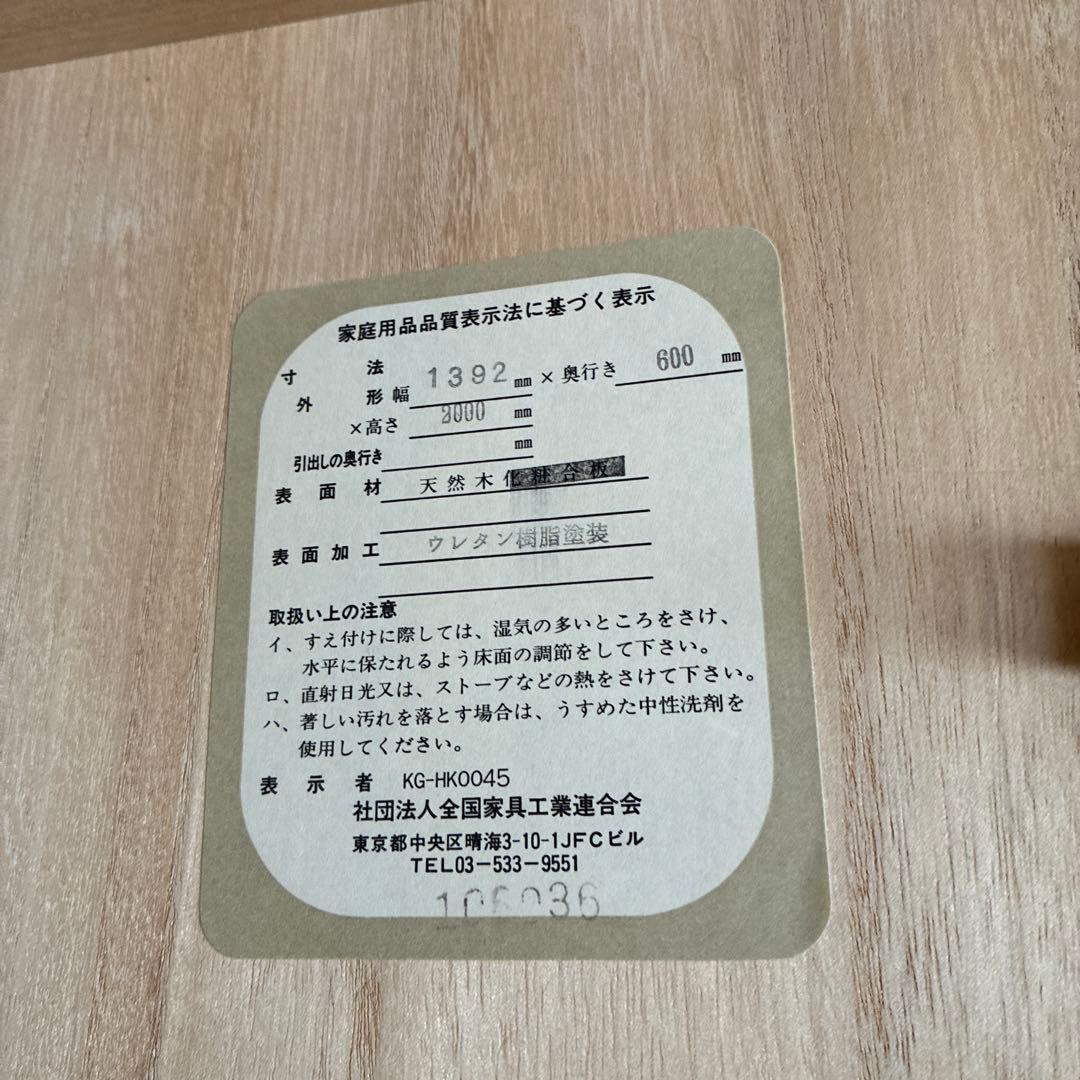 家庭用品品質表示法に基づく表示
寸法
外形 幅 1392 mm × 奥行き 600 mm
×高さ 2000 mm
引出しの奥行き mm
表面材 天然木化粧合板
表面加工 ウレタン樹脂塗装
取扱い上の注意
イ、すえ付けに際しては、湿気の多いところをさけ、
水平に保たれるよう床面の調節をして下さい。
ロ、直射日光又は、ストーブなどの熱をさけて下さい。
ハ、著しい汚れを落とす場合は、うすめた中性洗剤を
使用してください。
表示者 KG-HK0045
社団法人全国家具工業連合会
東京都中央区晴海3-10-1JFCビル
TEL03-533-9551